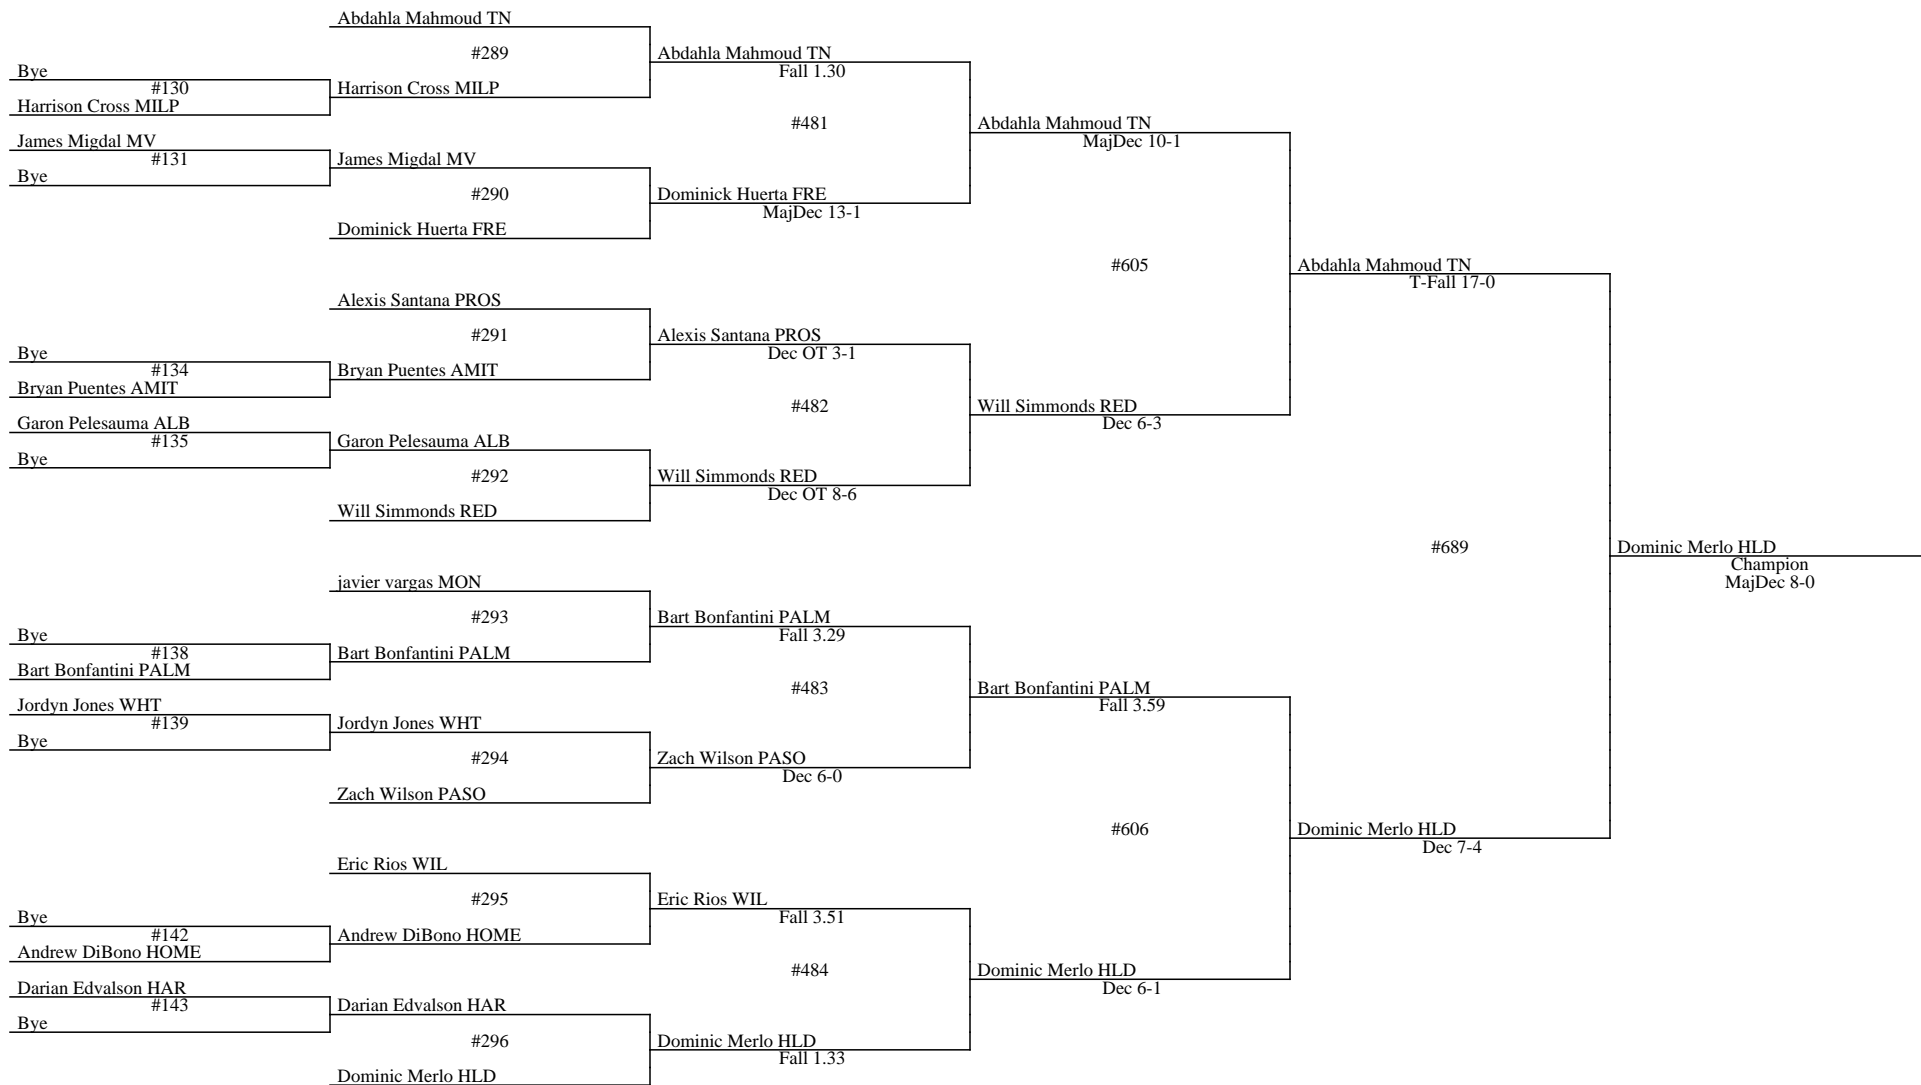 Abdahla Mahmoud TN
#289
Abdahla Mahmoud TN
Fall 1.30
Bye
#130
Harrison Cross MILP
Harrison Cross MILP
#481
Abdahla Mahmoud TN
MajDec 10-1
James Migdal MV
#131
Bye
James Migdal MV
#290
Dominick Huerta FRE
Dominick Huerta FRE
MajDec 13-1
#605
Abdahla Mahmoud TN
T-Fall 17-0
Alexis Santana PROS
#291
Alexis Santana PROS
Dec OT 3-1
Bye
#134
Bryan Puentes AMIT
Bryan Puentes AMIT
#482
Will Simmonds RED
Dec 6-3
Garon Pelesauma ALB
#135
Bye
Garon Pelesauma ALB
#292
Will Simmonds RED
Will Simmonds RED
Dec OT 8-6
#689
Dominic Merlo HLD
Champion
MajDec 8-0
javier vargas MON
#293
Bart Bonfantini PALM
Fall 3.29
Bye
#138
Bart Bonfantini PALM
Bart Bonfantini PALM
#483
Bart Bonfantini PALM
Fall 3.59
Jordyn Jones WHT
#139
Bye
Jordyn Jones WHT
#294
Zach Wilson PASO
Zach Wilson PASO
Dec 6-0
#606
Dominic Merlo HLD
Dec 7-4
Eric Rios WIL
#295
Eric Rios WIL
Fall 3.51
Bye
#142
Andrew DiBono HOME
Andrew DiBono HOME
#484
Dominic Merlo HLD
Dec 6-1
Darian Edvalson HAR
#143
Bye
Darian Edvalson HAR
#296
Dominic Merlo HLD
Dominic Merlo HLD
Fall 1.33